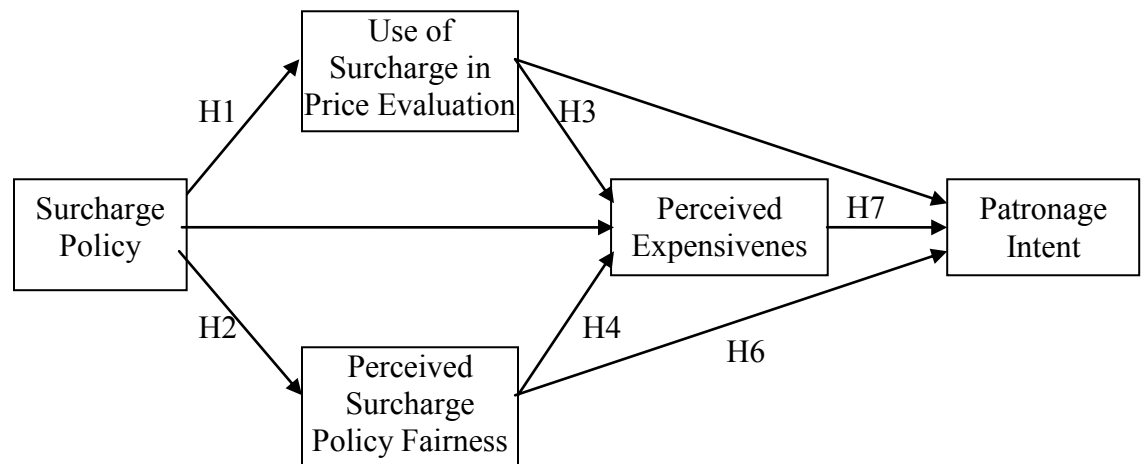 Use of
Surcharge in
Price Evaluation
H1
H3
Surcharge
Policy
Perceived
Expensivenes
H7
Patronage
Intent
H2
H4
H6
Perceived
Surcharge
Policy Fairness